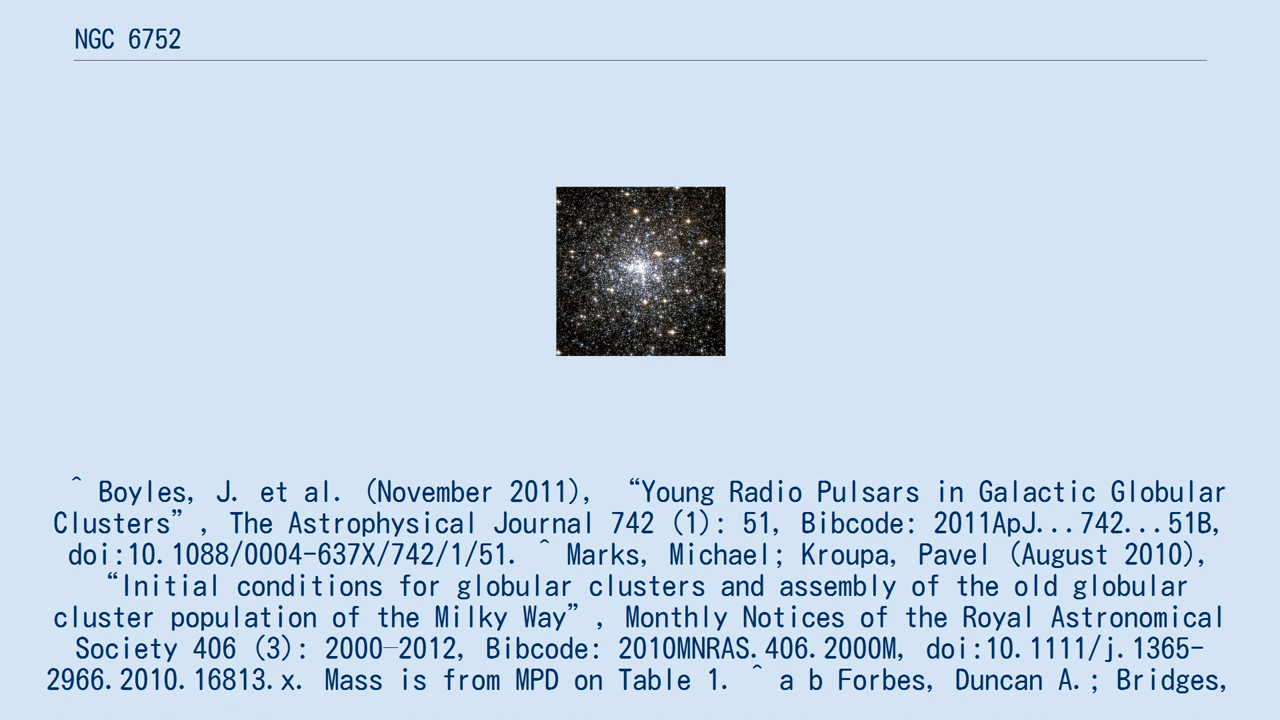 NGC 6752
^ Boyles, J. et al. (November 2011), “Young Radio Pulsars in Galactic Globular
Clusters”, The Astrophysical Journal 742 (1): 51, Bibcode: 2011ApJ...742...51B,
doi:10.1088/0004-637X/742/1/51. ^ Marks, Michael; Kroupa, Pavel (August 2010),
“Initial conditions for globular clusters and assembly of the old globular
cluster population of the Milky Way”, Monthly Notices of the Royal Astronomical
Society 406 (3): 2000–2012, Bibcode: 2010MNRAS.406.2000M, doi:10.1111/j.1365-
2966.2010.16813.x. Mass is from MPD on Table 1. ^ a b Forbes, Duncan A.; Bridges,